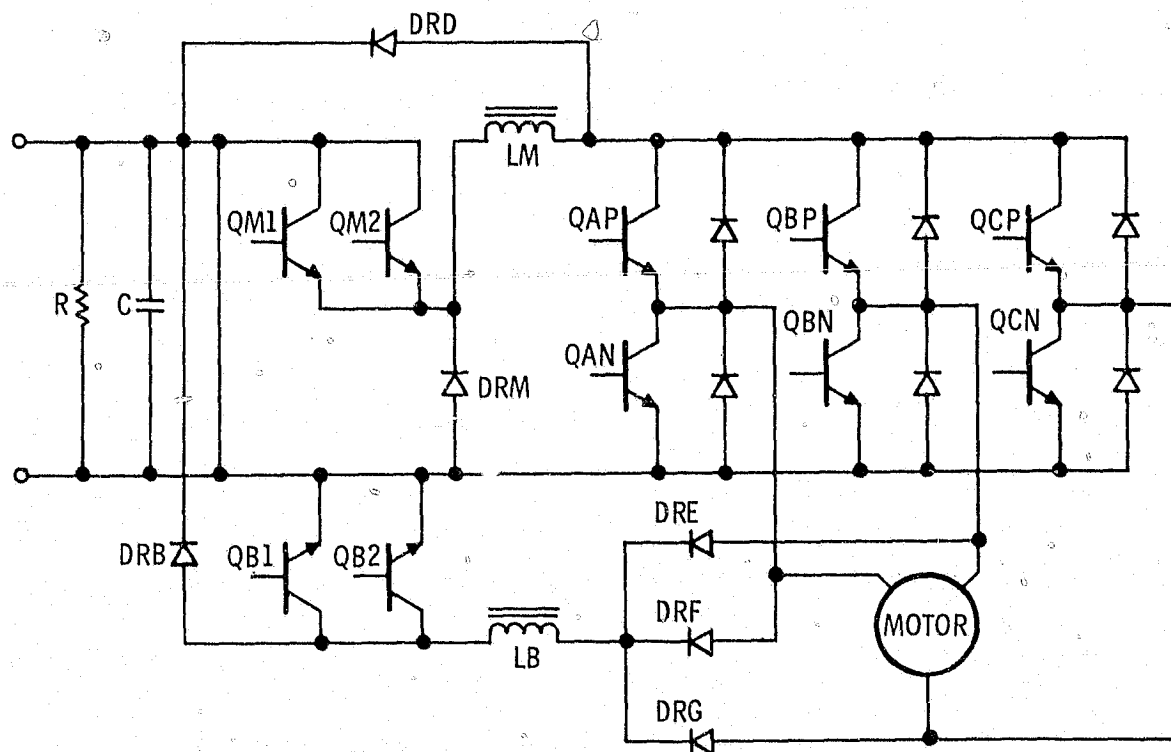 DRD
LM
QM1
QM2
QAP
QBP
QCP
R
C
DRM
QAN
QBN
QCN
DRB
QB1
QB2
LB
DRE
DRF
DRG
MOTOR